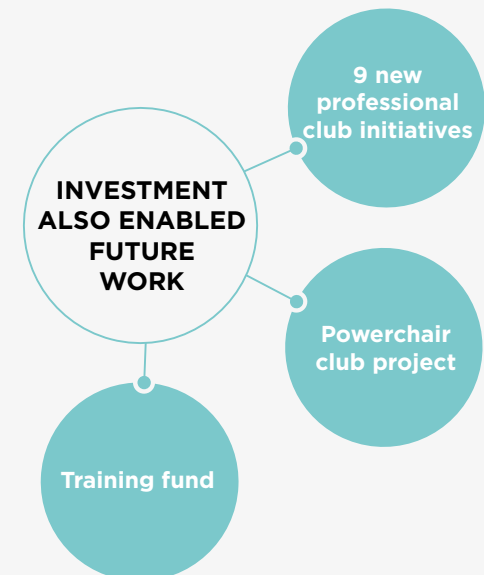 INVESTMENT
ALSO ENABLED
FUTURE
WORK
9 new
professional
club initiatives
Powerchair
club project
Training fund